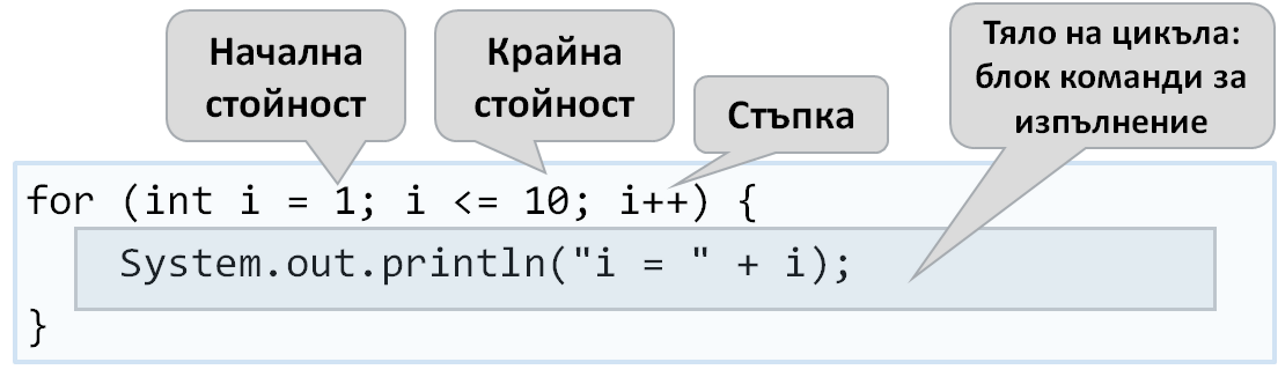 Начална
стойност
Крайна
стойност
Стъпка
Тяло на цикъла:
блок команди за
изпълнение
for (int i = 1; i <= 10; i++) {
System.out.println("i = " + i);
}